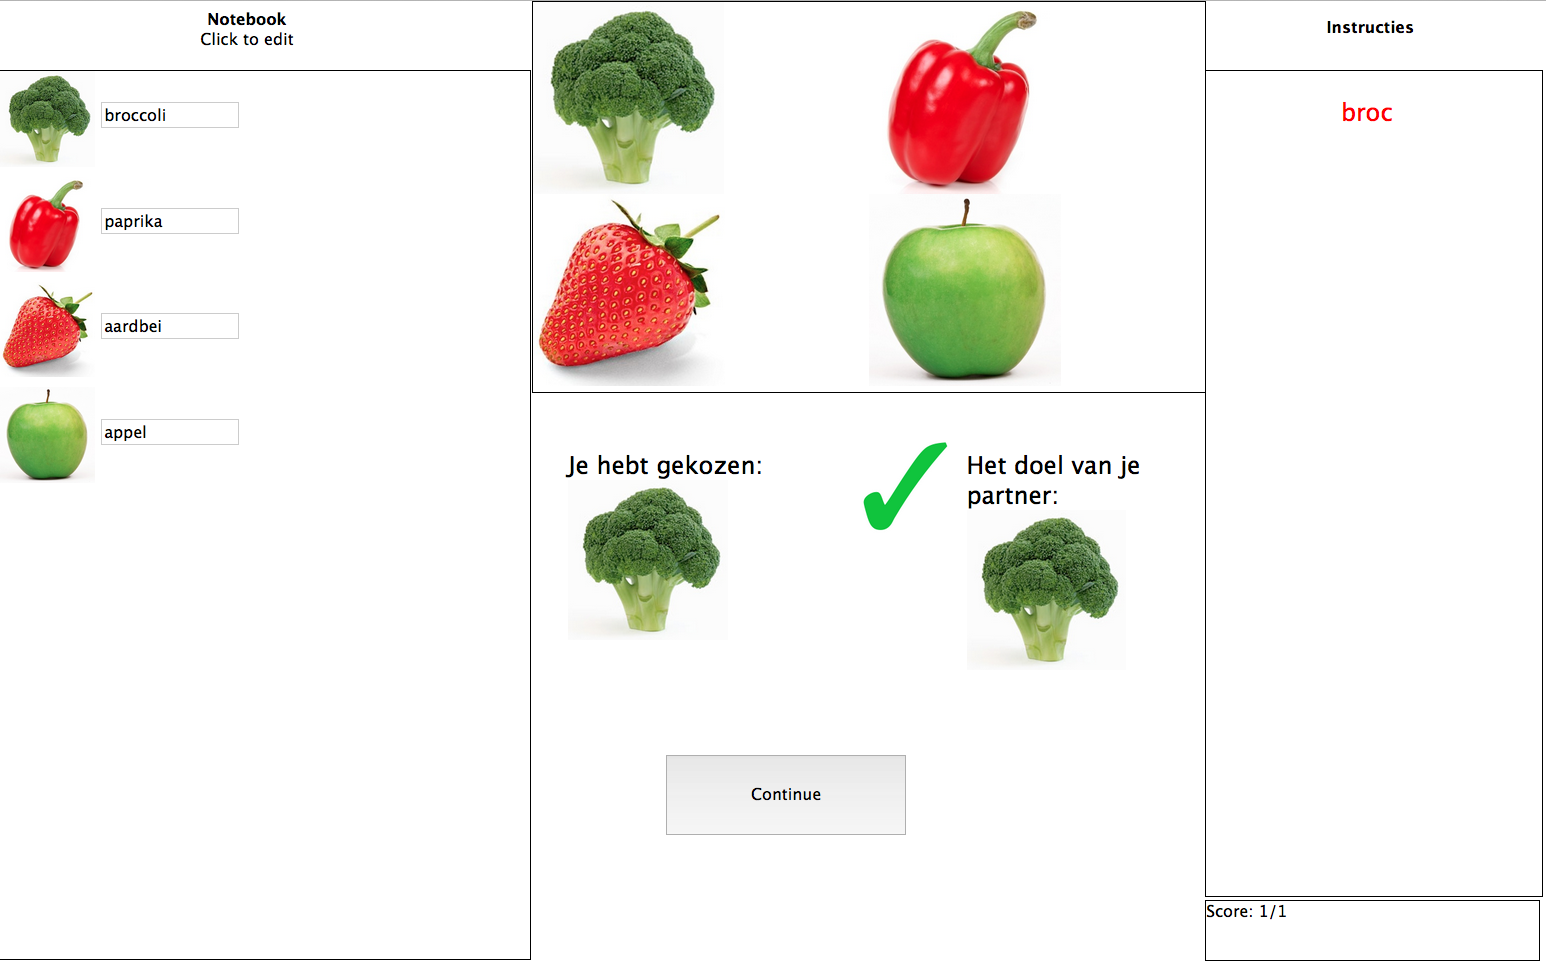 Notebook
Click to edit
broccoli
paprika
aardbei
appel
Je hebt gekozen:
Het doel van je
partner:
Continue
Instructies
broc
Score: 1/1